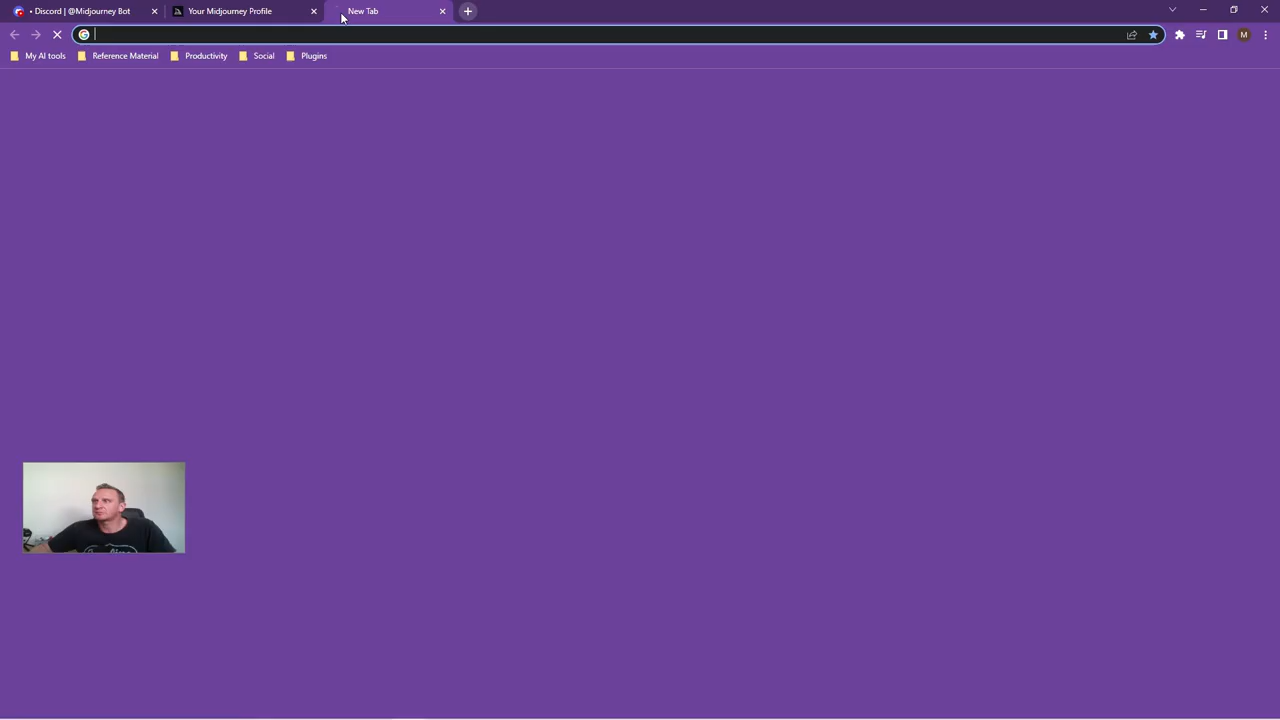 • Discord | @Midjourney Bot
Your Midjourney Profile
New Tab
M
My AI tools
Reference Material
Productivity
Social
Plugins